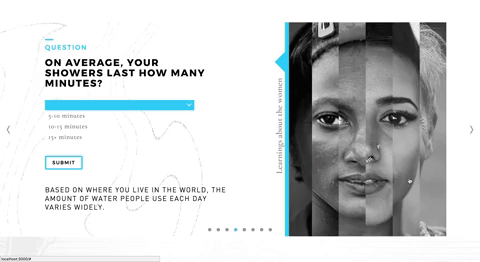 QUESTION
ON AVERAGE, YOUR
SHOWERS LAST HOW MANY
MINUTES?
5-10 minutes
10-15 minutes
15+ minutes
SUBMIT
BASED ON WHERE YOU LIVE IN THE WORLD, THE
AMOUNT OF WATER PEOPLE USE EACH DAY
VARIES WIDELY.
Learnings about the women
localhost:3000/#